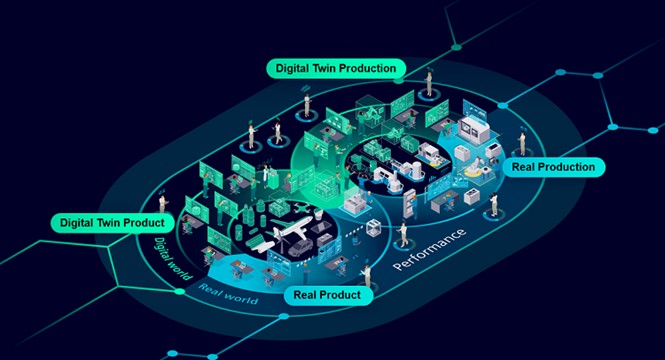 Digital Twin Production
Real Production
Digital Twin Product
Digital world
Real world
Performance
Real Product